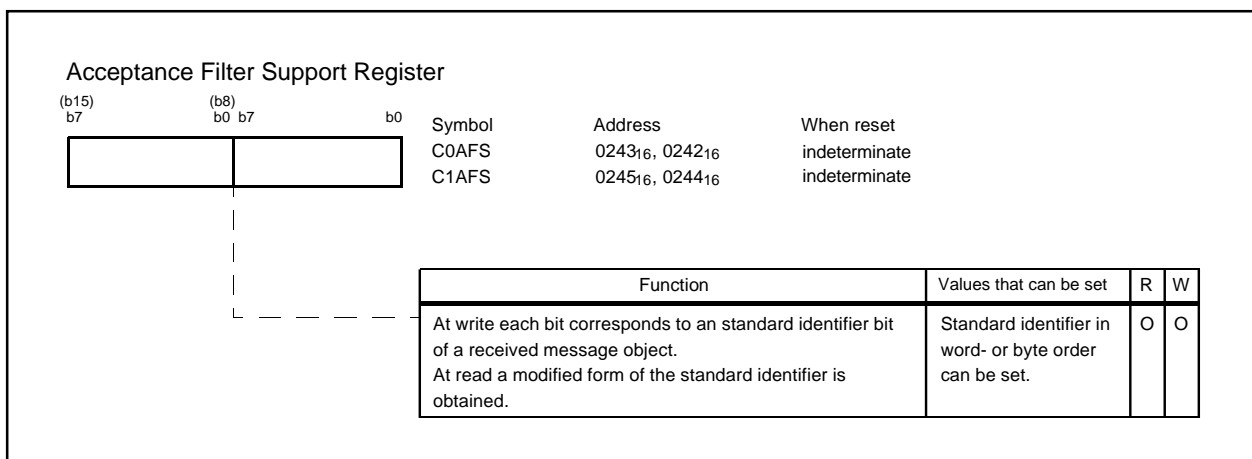 Acceptance Filter Support Register
(b15) (b8)
b7 b0 b7 b0
Symbol Address When reset
C0AFS 0243₁₆, 0242₁₆ indeterminate
C1AFS 0245₁₆, 0244₁₆ indeterminate
Function Values that can be set R W
At write each bit corresponds to an standard identifier bit Standard identifier in O O
of a received message object. word- or byte order
At read a modified form of the standard identifier is can be set.
obtained.